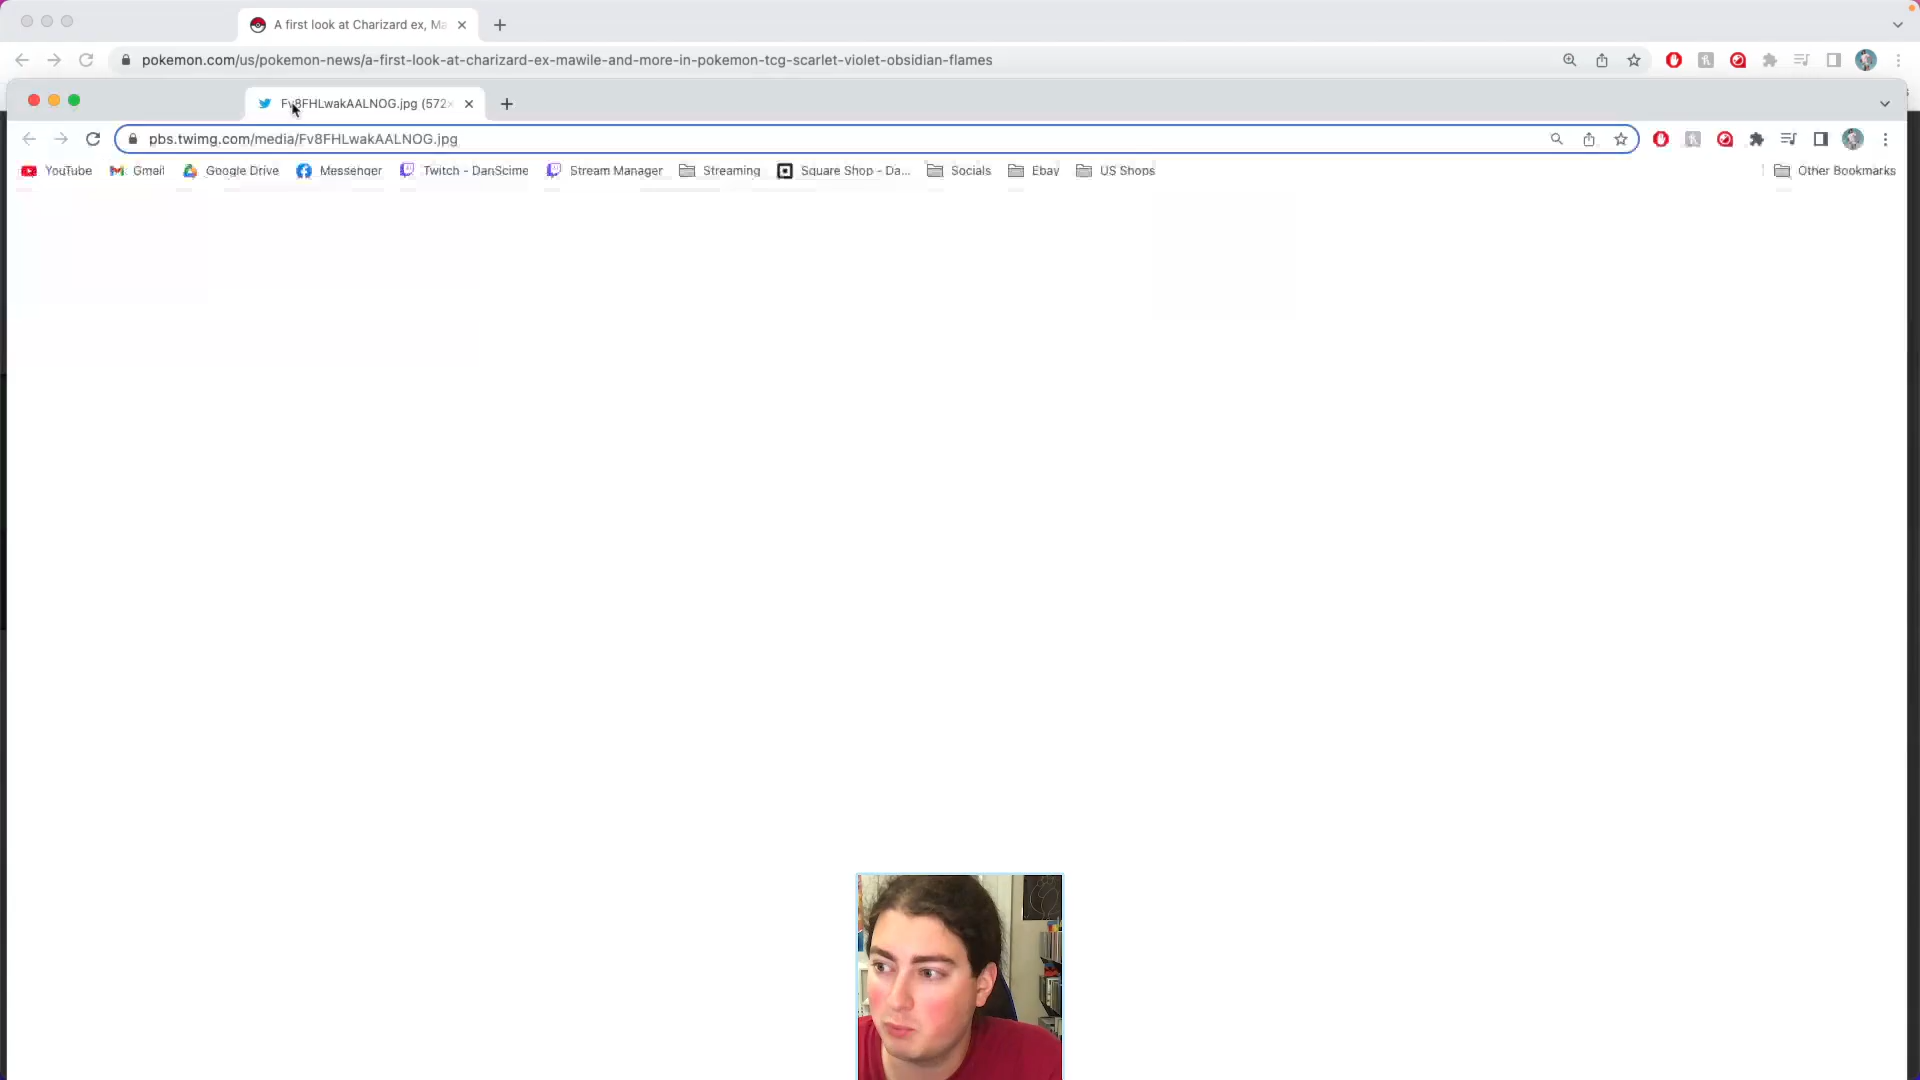 A first look at Charizard ex, Ma
pokemon.com/us/pokemon-news/a-first-look-at-charizard-ex-mawile-and-more-in-pokemon-tcg-scarlet-violet-obsidian-flames
Fv8FHLwakAALNOG.jpg (572×
pbs.twimg.com/media/Fv8FHLwakAALNOG.jpg
YouTube Gmail Google Drive Messenger Twitch - DanScime Stream Manager Streaming Square Shop - Da... Socials Ebay US Shops Other Bookmarks